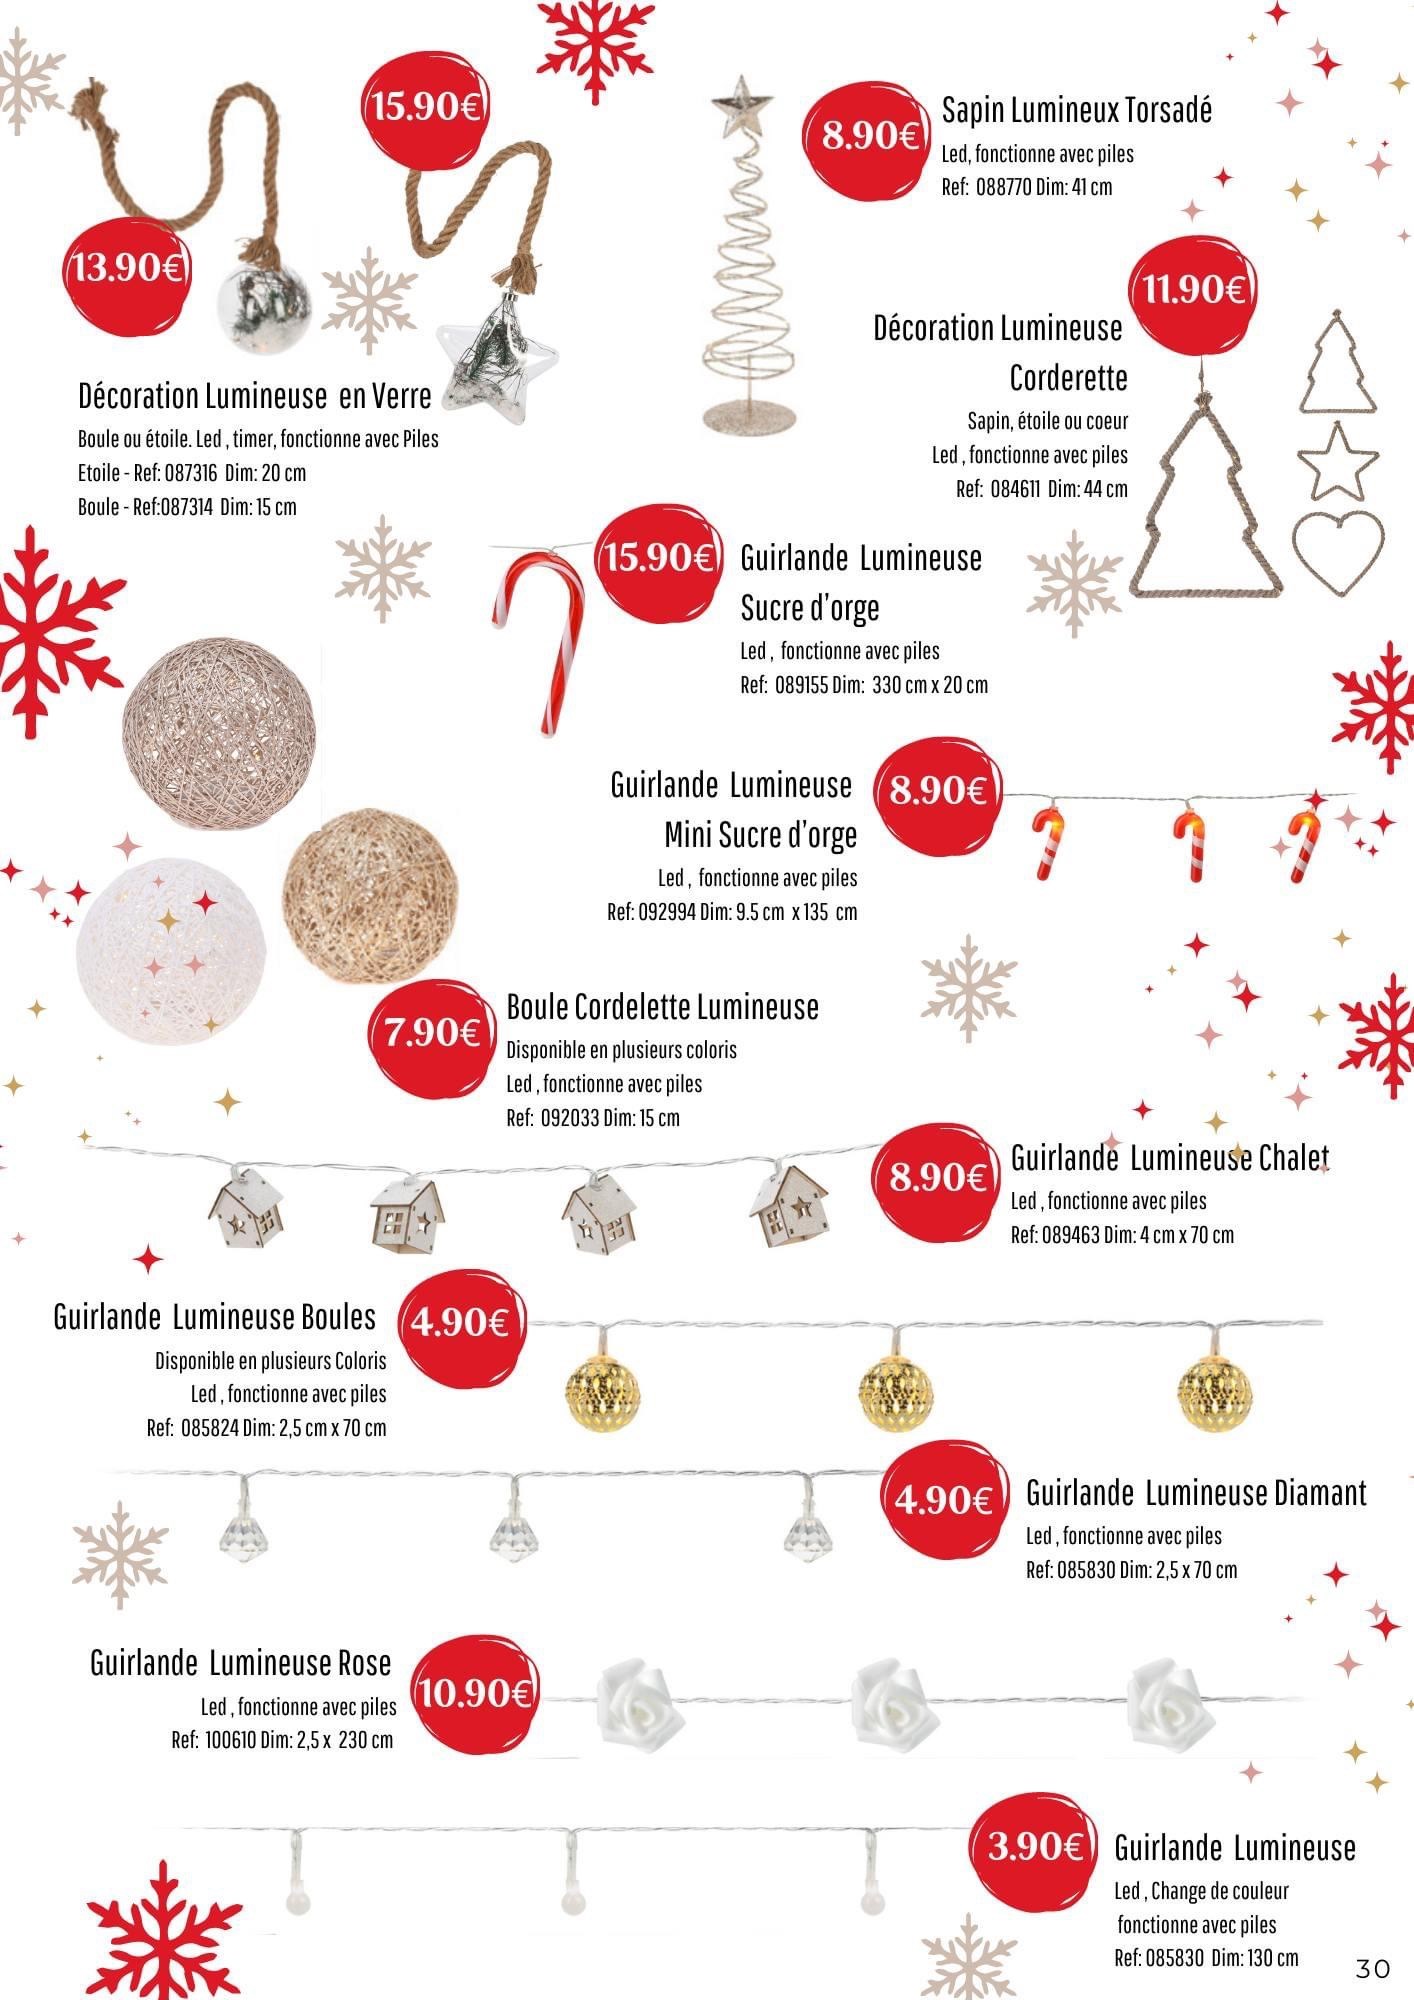 15.90€
13.90€
Décoration Lumineuse en Verre
Boule ou étoile. Led , timer, fonctionne avec Piles
Etoile - Ref: 087316 Dim: 20 cm
Boule - Ref:087314 Dim: 15 cm
8.90€
Sapin Lumineux Torsadé
Led, fonctionne avec piles
Ref: 088770 Dim: 41 cm
11.90€
Décoration Lumineuse
Corderette
Sapin, étoile ou coeur
Led , fonctionne avec piles
Ref: 084611 Dim: 44 cm
15.90€
Guirlande Lumineuse
Sucre d'orge
Led , fonctionne avec piles
Ref: 089155 Dim: 330 cm x 20 cm
8.90€
Guirlande Lumineuse
Mini Sucre d'orge
Led , fonctionne avec piles
Ref: 092994 Dim: 9.5 cm x 135 cm
7.90€
Boule Cordelette Lumineuse
Disponible en plusieurs coloris
Led , fonctionne avec piles
Ref: 092033 Dim: 15 cm
8.90€
Guirlande Lumineuse Chalet
Led , fonctionne avec piles
Ref: 089463 Dim: 4 cm x 70 cm
Guirlande Lumineuse Boules
4.90€
Disponible en plusieurs Coloris
Led , fonctionne avec piles
Ref: 085824 Dim: 2,5 cm x 70 cm
4.90€
Guirlande Lumineuse Diamant
Led , fonctionne avec piles
Ref: 085830 Dim: 2,5 x 70 cm
Guirlande Lumineuse Rose
10.90€
Led , fonctionne avec piles
Ref: 100610 Dim: 2,5 x 230 cm
3.90€
Guirlande Lumineuse
Led , Change de couleur
fonctionne avec piles
Ref: 085830 Dim: 130 cm
30